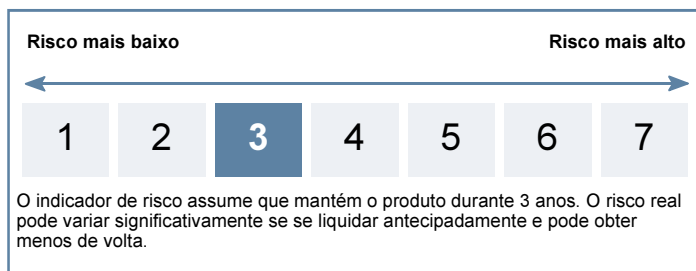 Risco mais baixo Risco mais alto
1 2 3 4 5 6 7
O indicador de risco assume que mantém o produto durante 3 anos. O risco real
pode variar significativamente se se liquidar antecipadamente e pode obter
menos de volta.